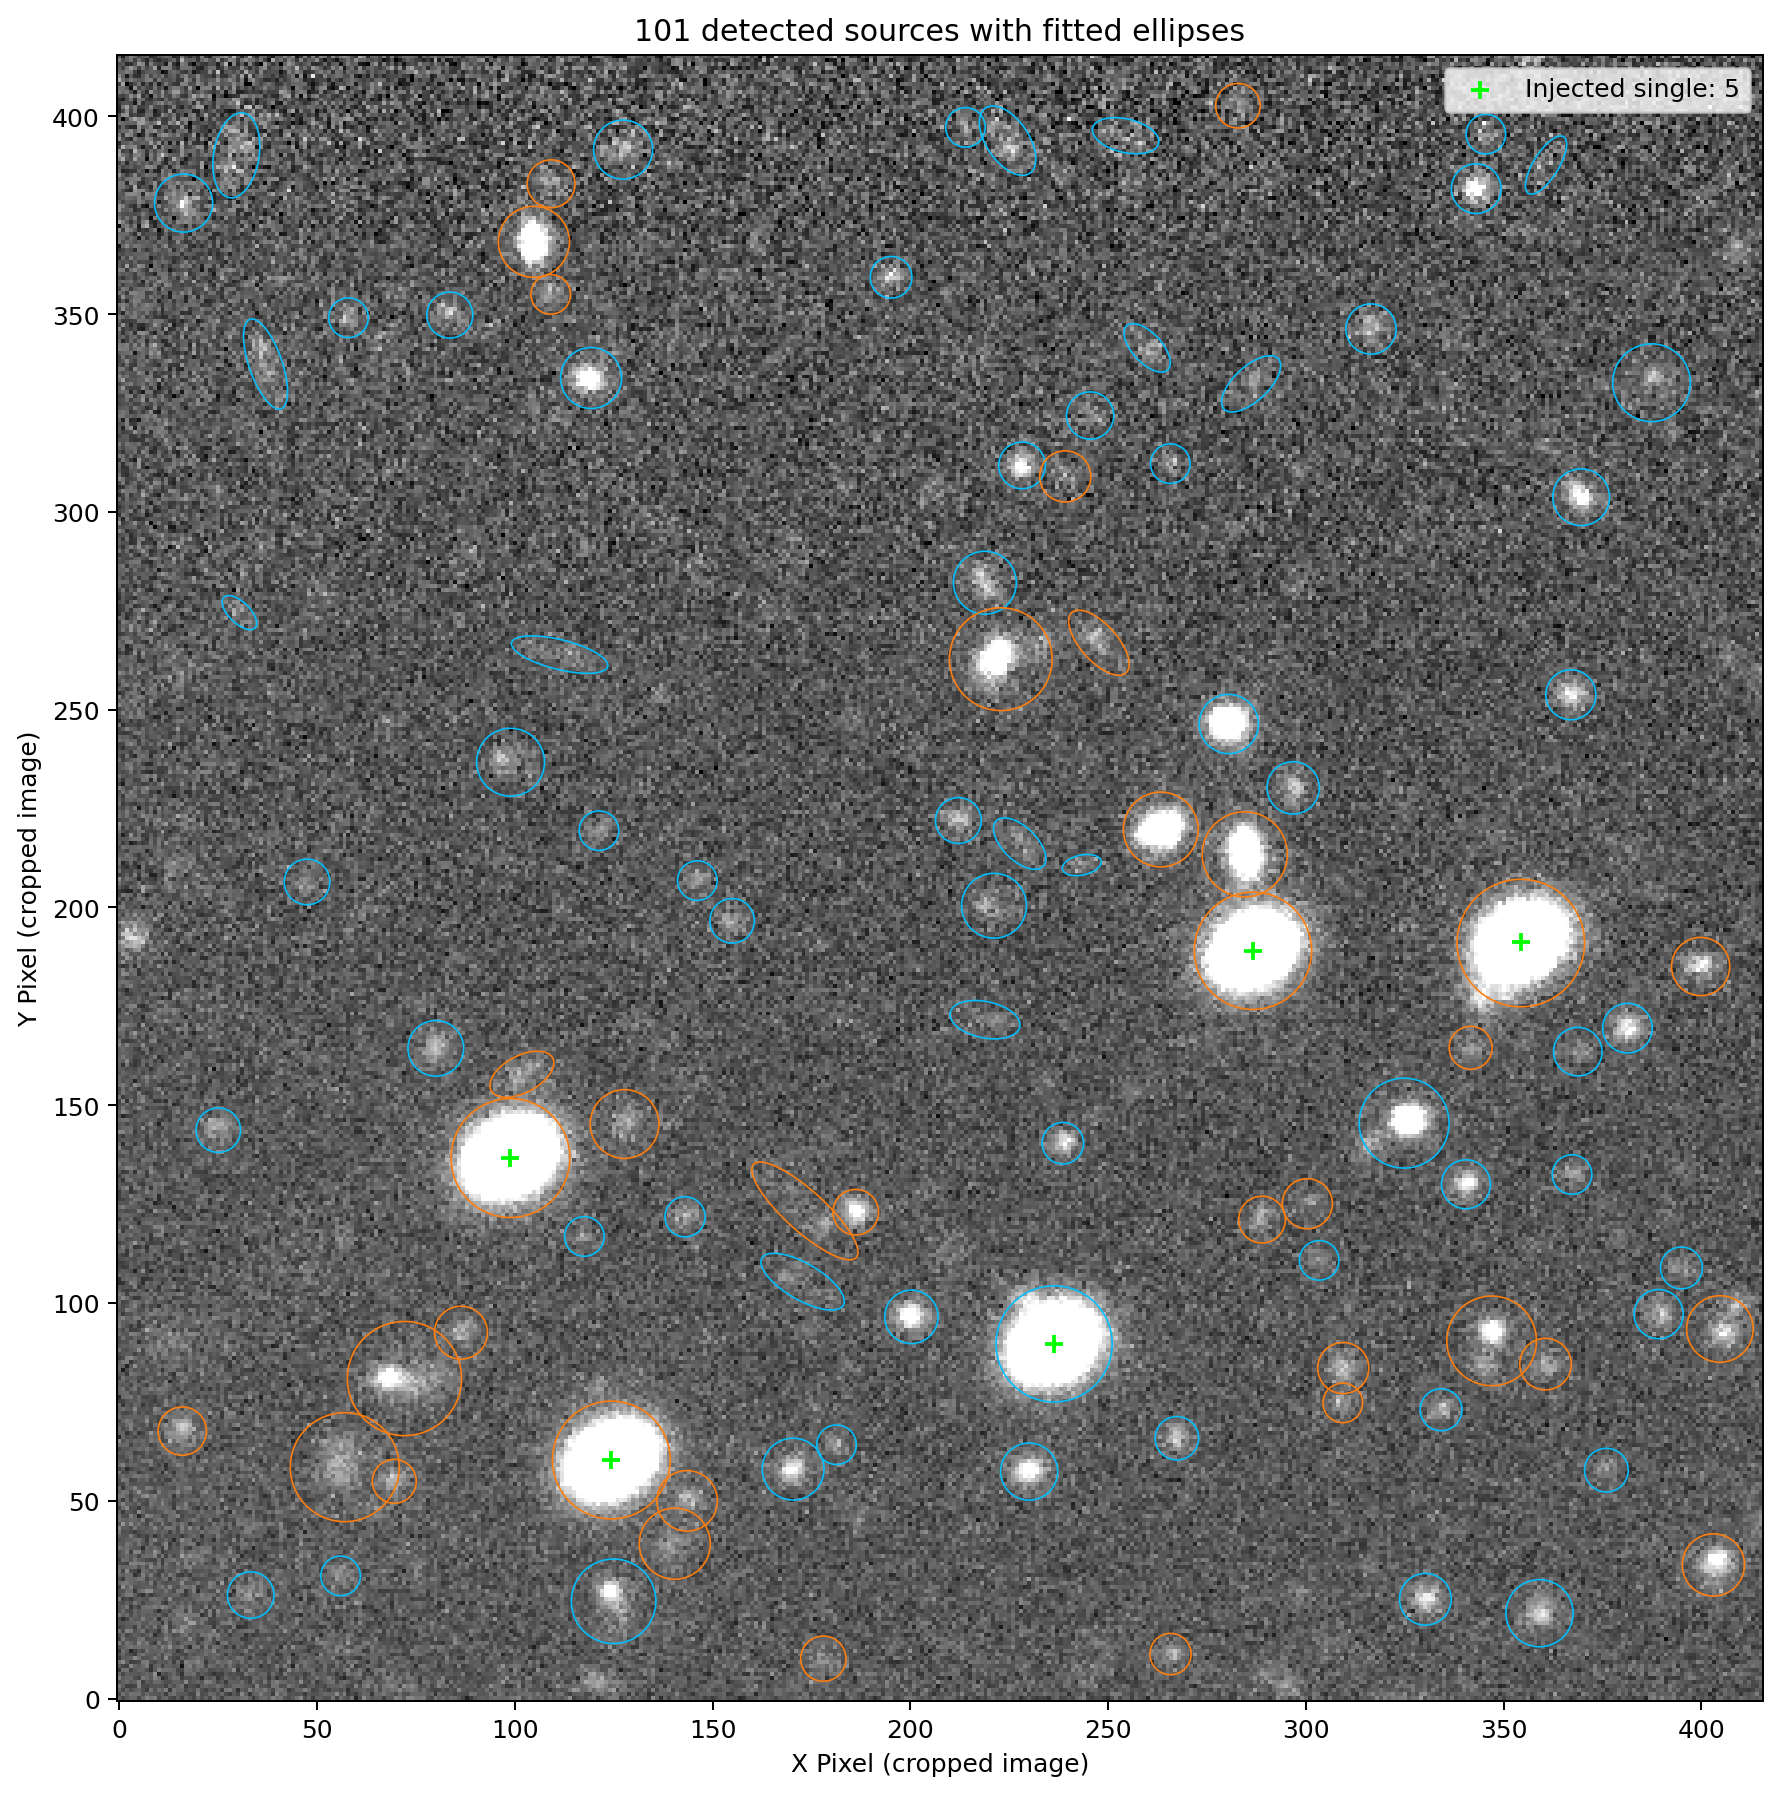 101 detected sources with fitted ellipses
Injected single: 5
Y Pixel (cropped image)
400
350
300
250
200
150
100
50
0
0 50 100 150 200 250 300 350 400
X Pixel (cropped image)